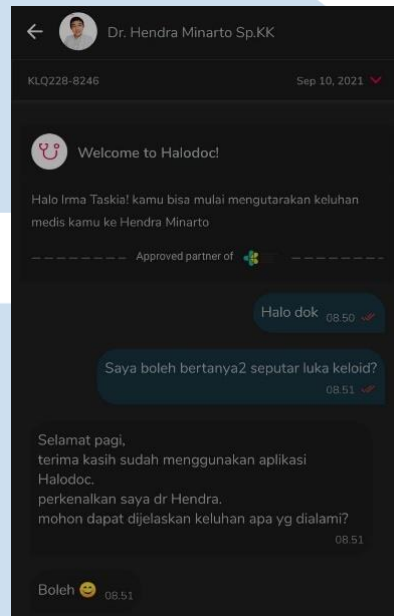 Dr. Hendra Minarto Sp.KK
KLQ228-8246 Sep 10, 2021
Welcome to Halodoc!
Halo Irma Taskia! kamu bisa mulai mengutarakan keluhan
medis kamu ke Hendra Minarto
Approved partner of
Halo dok 08.50
Saya boleh bertanya2 seputar luka keloid?
08.51
Selamat pagi,
terima kasih sudah menggunakan aplikasi
Halodoc.
perkenalkan saya dr Hendra.
mohon dapat dijelaskan keluhan apa yg dialami?
08.51
Boleh 😊 08.51